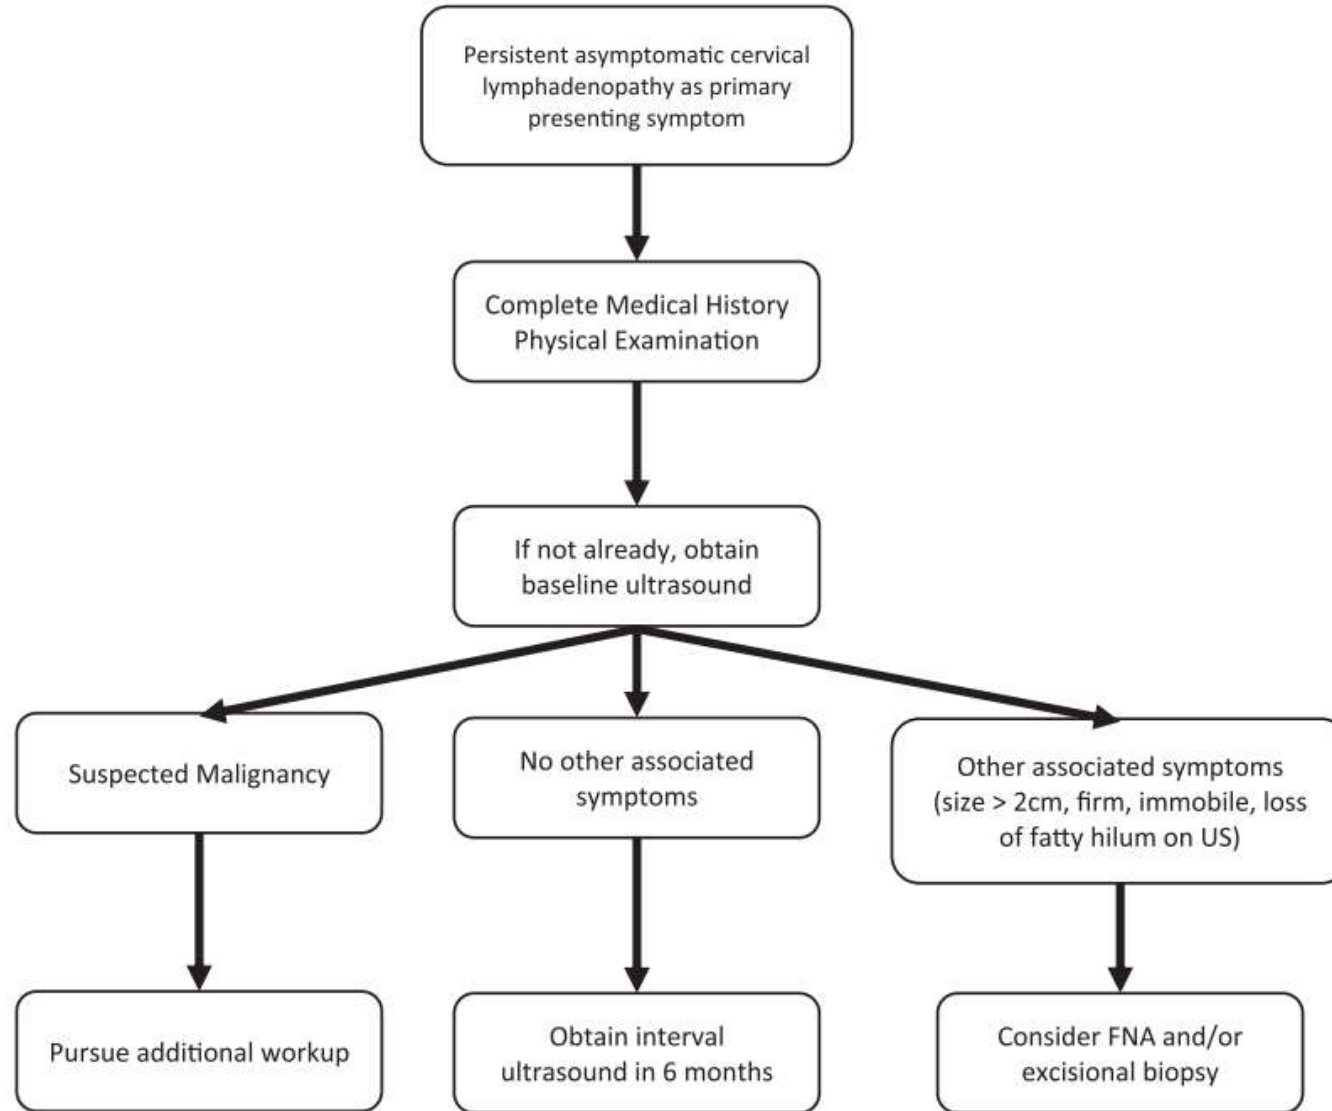 Persistent asymptomatic cervical
lymphadenopathy as primary
presenting symptom
Complete Medical History
Physical Examination
If not already, obtain
baseline ultrasound
Suspected Malignancy
No other associated
symptoms
Other associated symptoms
(size > 2cm, firm, immobile, loss
of fatty hilum on US)
Pursue additional workup
Obtain interval
ultrasound in 6 months
Consider FNA and/or
excisional biopsy